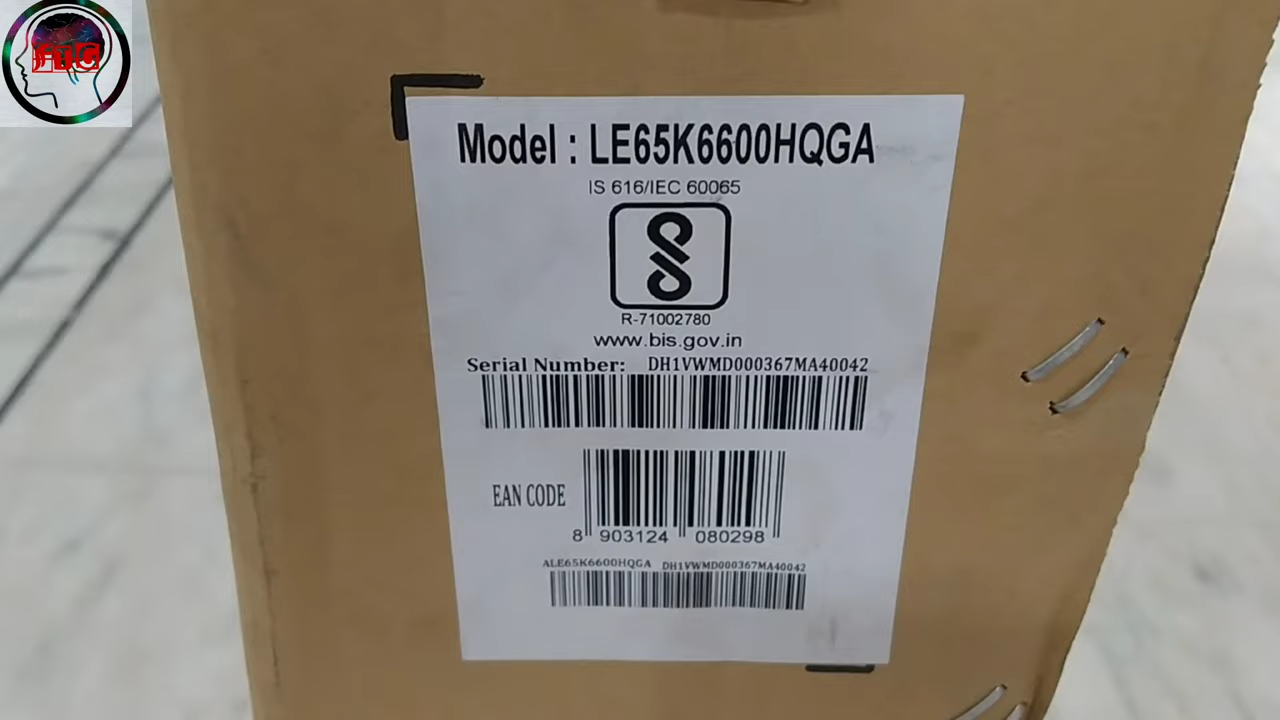 FTC
Model : LE65K6600HQGA
IS 616/IEC 60065
R-71002780
www.bis.gov.in
Serial Number: DH1VWMD000367MA40042
EAN CODE
8 903124 080298
ALE65K6600HQGA DH1VWMD000367MA40042